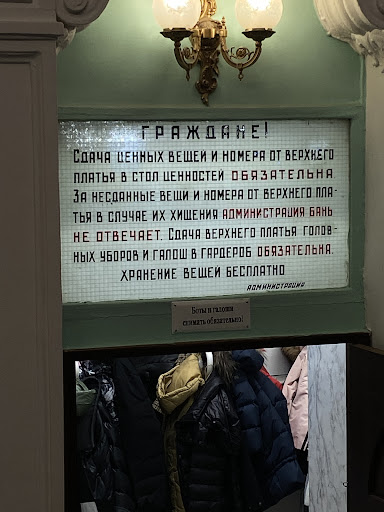 ГРАЖДАНЕ!
Сдача ценных вещей и номера от верхнего
платья в стол ценностей ОБЯЗАТЕЛЬНА
За несданные вещи и номера от верхнего пла-
тья в случае их хищения АДМИНИСТРАЦИЯ БАНЬ
НЕ ОТВЕЧАЕТ. Сдача верхнего платья голов-
ных уборов и галош в гардероб ОБЯЗАТЕЛЬНА.
ХРАНЕНИЕ ВЕЩЕЙ БЕСПЛАТНО
АДМИНИСТРАЦИЯ
Боты и галоши
снимать обязательно!